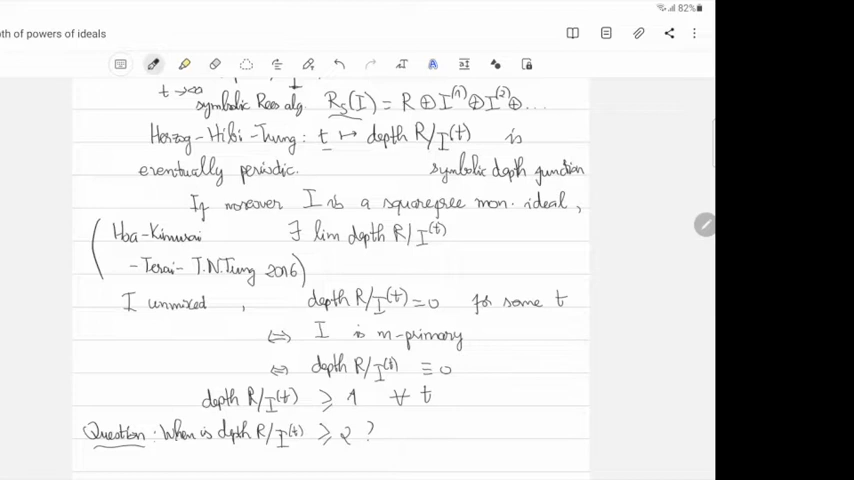 82%
th of powers of ideals
t → ∞
symbolic Rees alg. R_S(I) = R ⊕ I^(1) ⊕ I^(2) ⊕ ...
Herzog-Hibi-Trung: t ↦ depth R/I^(t) is
eventually periodic. symbolic depth function
If moreover I is a squarefree mon. ideal,
(Hoa-Kimura ∃ lim depth R/I^(t)
-Terai-T.N.Trung 2016)
I unmixed, depth R/I^(t) = 0 for some t
⇔ I is m-primary
⇔ depth R/I^(t) ≡ 0
depth R/I^(t) ⩾ 1 ∀ t
Question: When is depth R/I^(t) ⩾ 2 ?